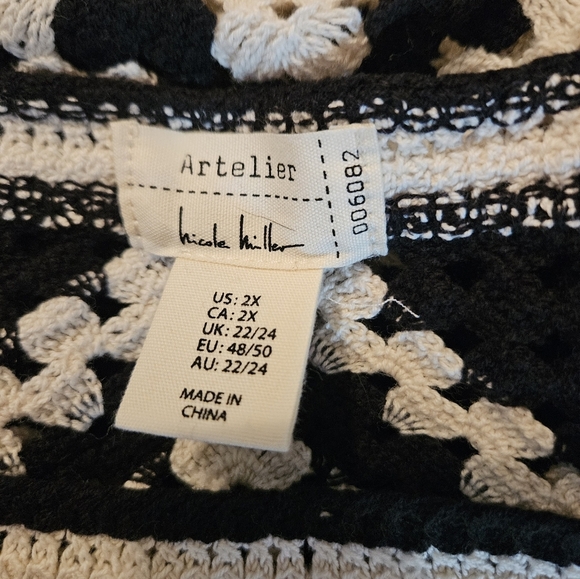 Artelier
nicole miller
006082
US: 2X
CA: 2X
UK: 22/24
EU: 48/50
AU: 22/24
MADE IN
CHINA